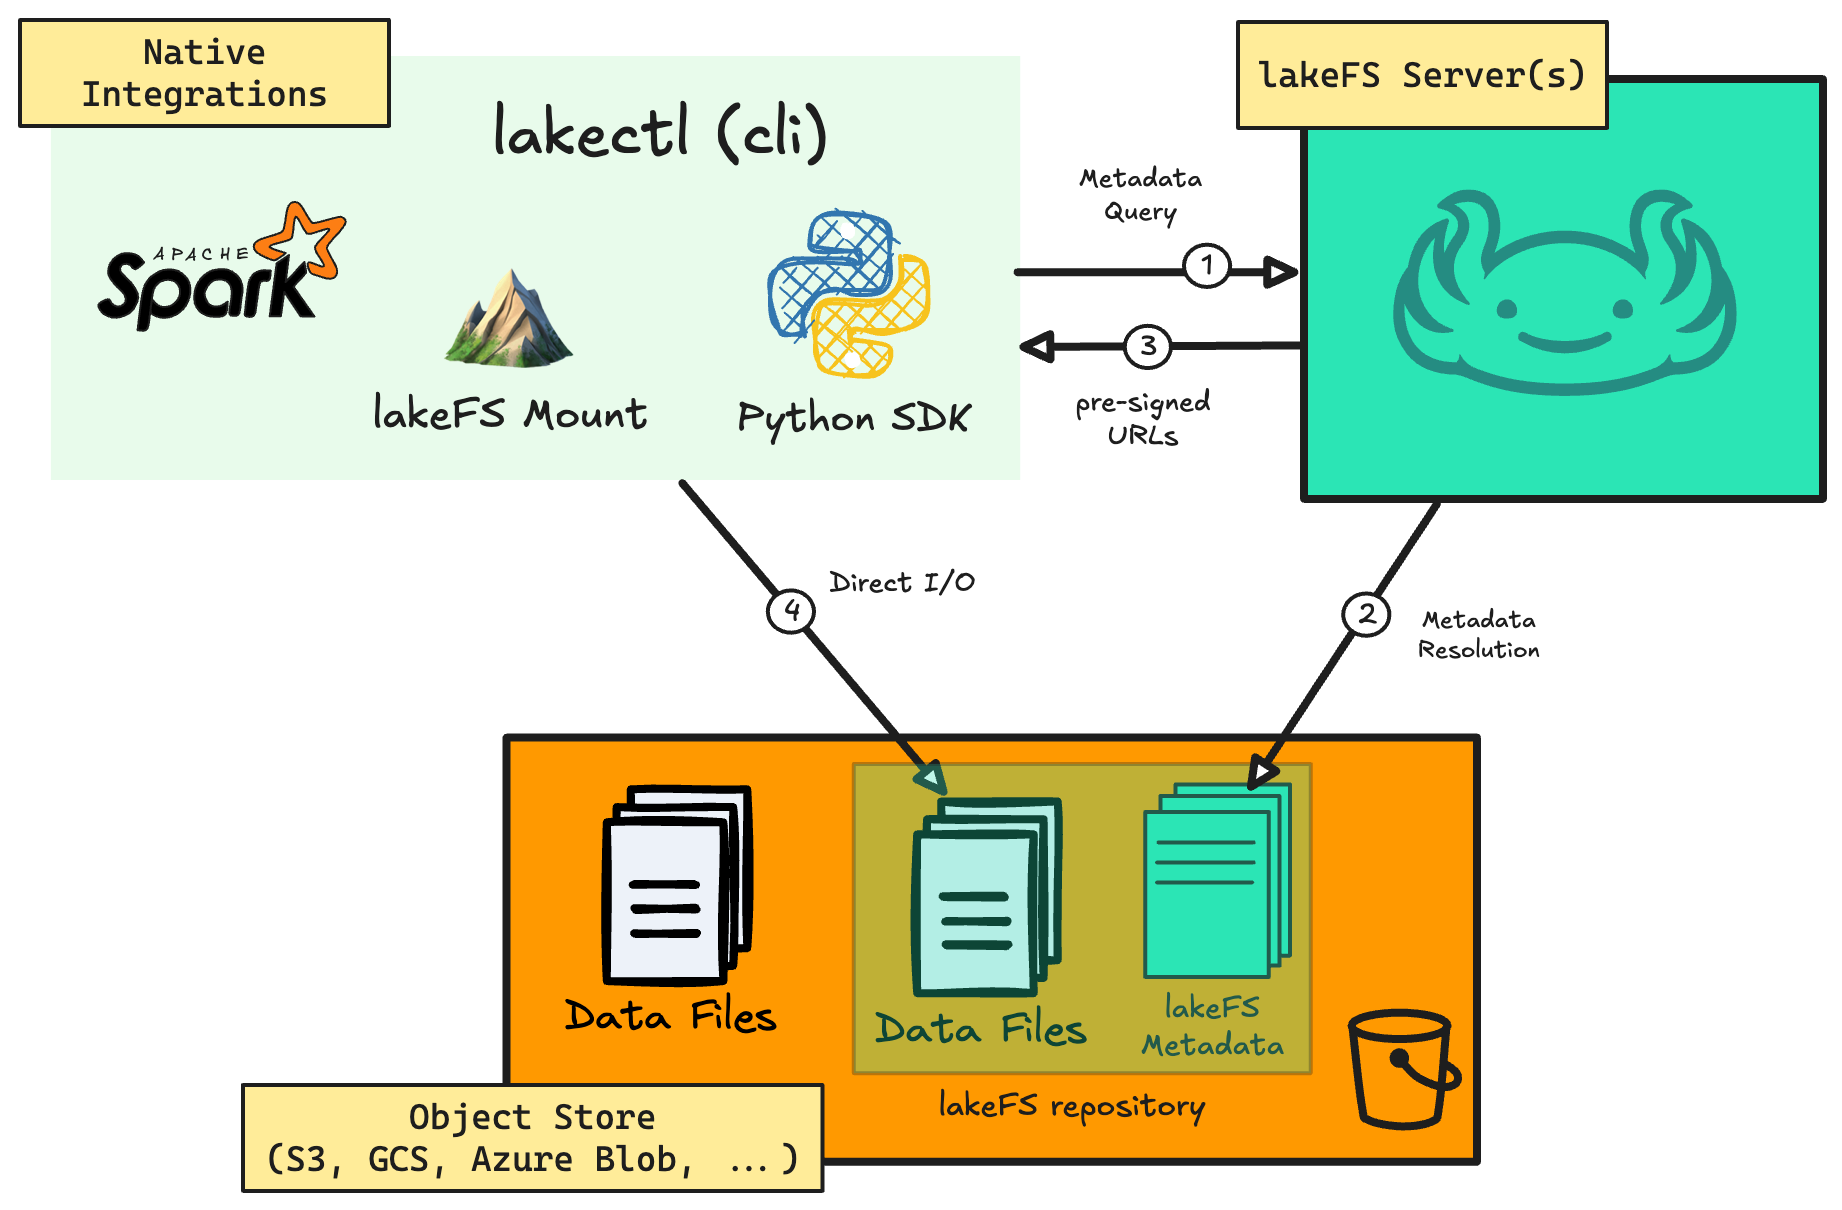 Native
Integrations
lakeFS Server(s)
lakectl (cli)
APACHE
Spark
lakeFS Mount
Python SDK
Metadata
Query
1
3
pre-signed
URLs
4
Direct I/O
2
Metadata
Resolution
Data Files
Data Files
lakeFS
Metadata
lakeFS repository
Object Store
(S3, GCS, Azure Blob, ...)